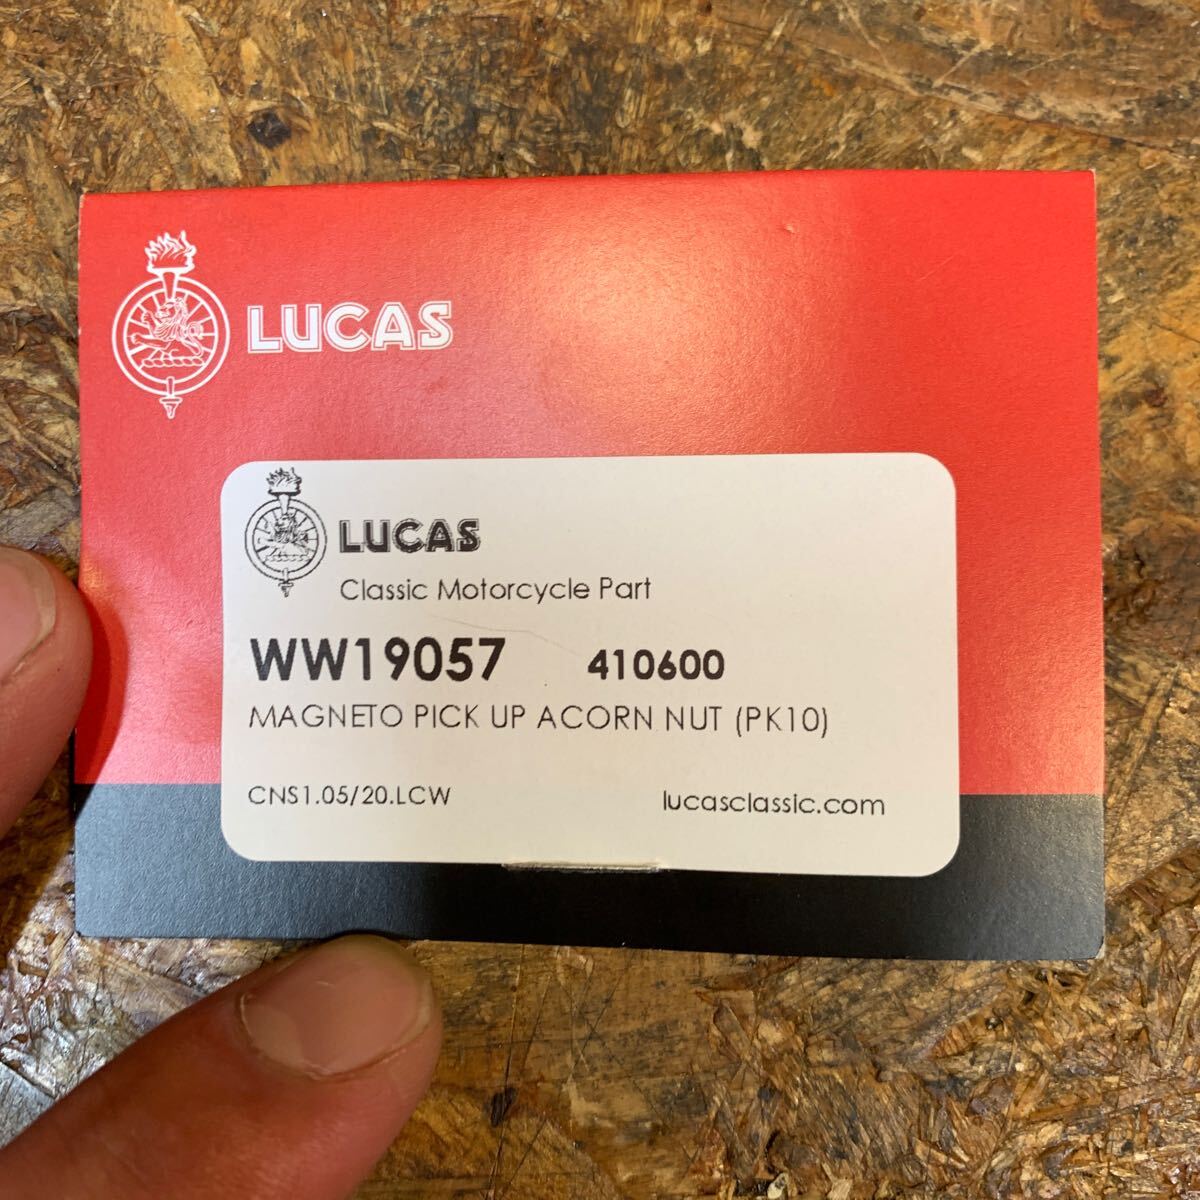 LUCAS
LUCAS
Classic Motorcycle Part
WW19057 410600
MAGNETO PICK UP ACORN NUT (PK10)
CNS1.05/20.LCW lucasclassic.com